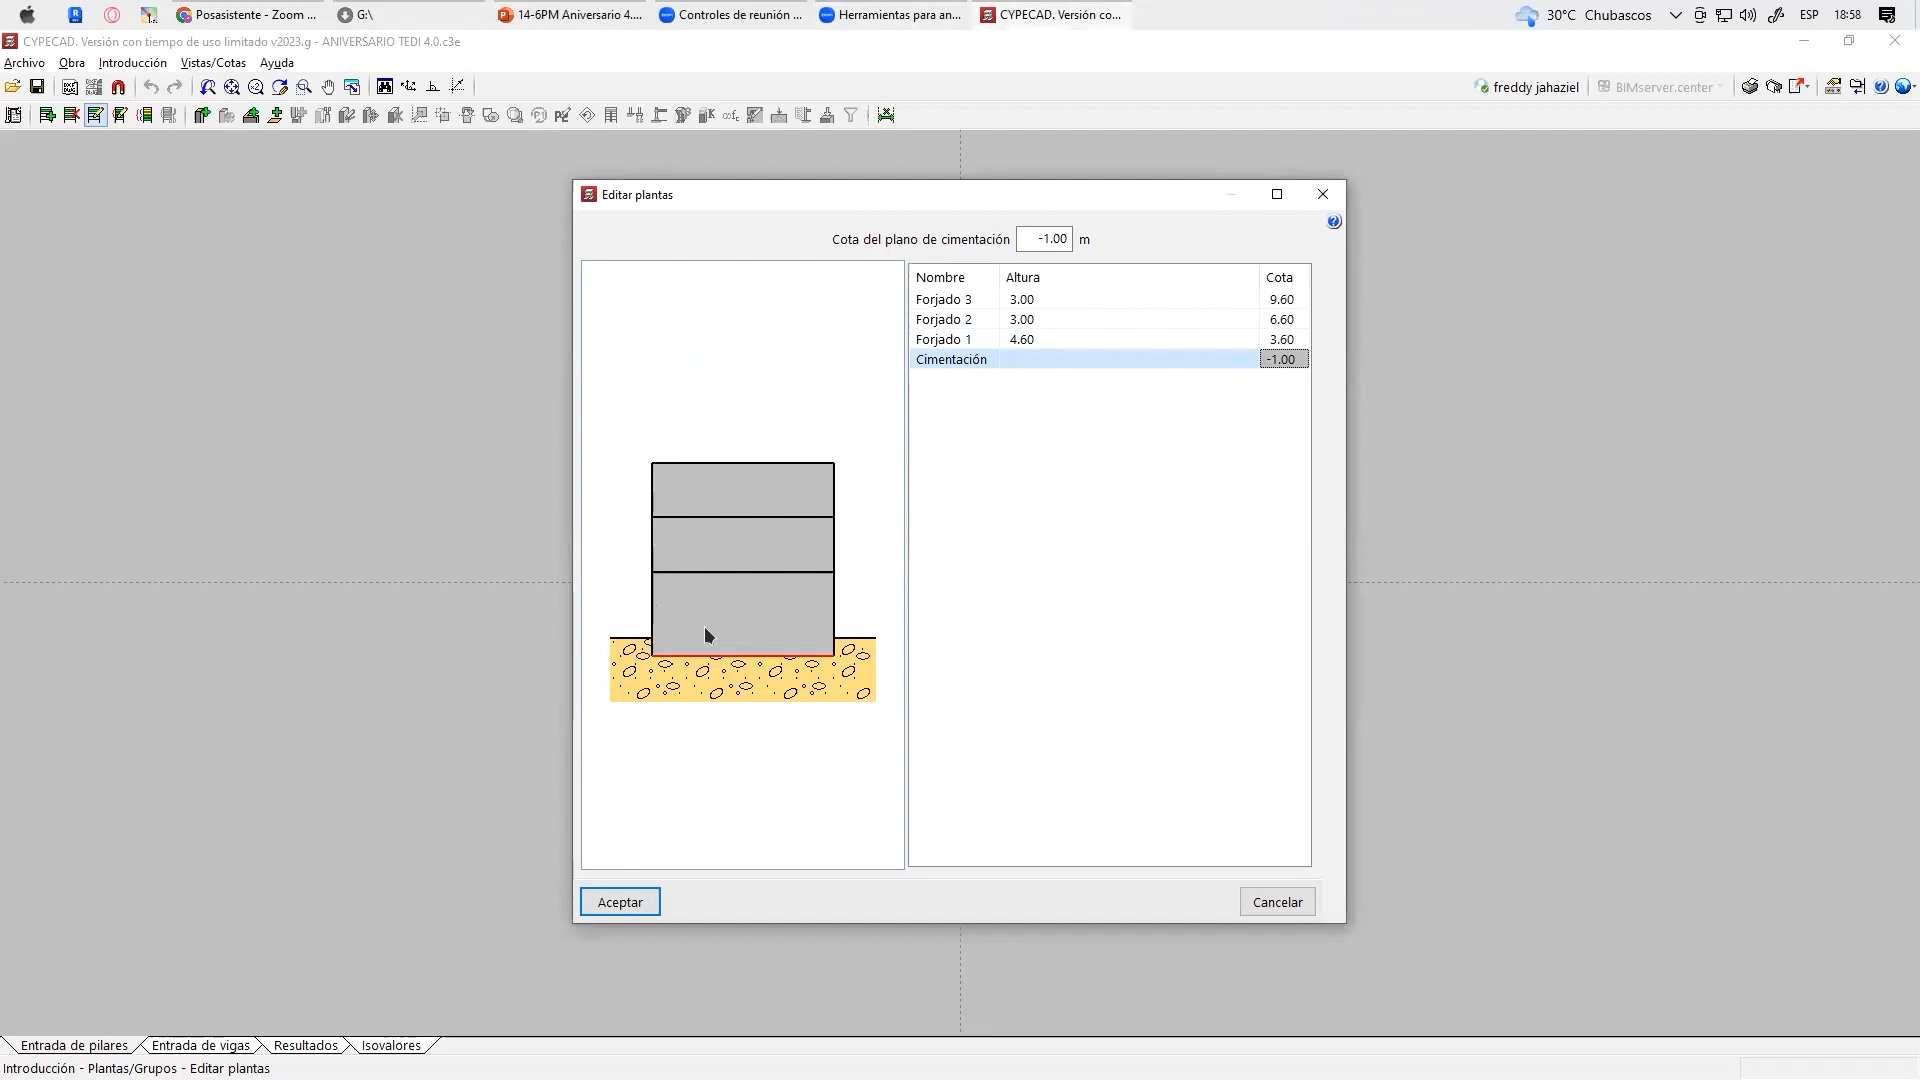 Posasistente - Zoom ...
G:\
14-6PM Aniversario 4....
Controles de reunión ...
Herramientas para an...
CYPECAD. Versión co...
30°C Chubascos
ESP
18:58
CYPECAD. Versión con tiempo de uso limitado v2023.g - ANIVERSARIO TEDI 4.0.c3e
Archivo Obra Introducción Vistas/Cotas Ayuda
freddy jahaziel
BIMserver.center
Editar plantas
Cota del plano de cimentación -1.00 m
Nombre Altura Cota
Forjado 3 3.00 9.60
Forjado 2 3.00 6.60
Forjado 1 4.60 3.60
Cimentación -1.00
Aceptar
Cancelar
Entrada de pilares Entrada de vigas Resultados Isovalores
Introducción - Plantas/Grupos - Editar plantas